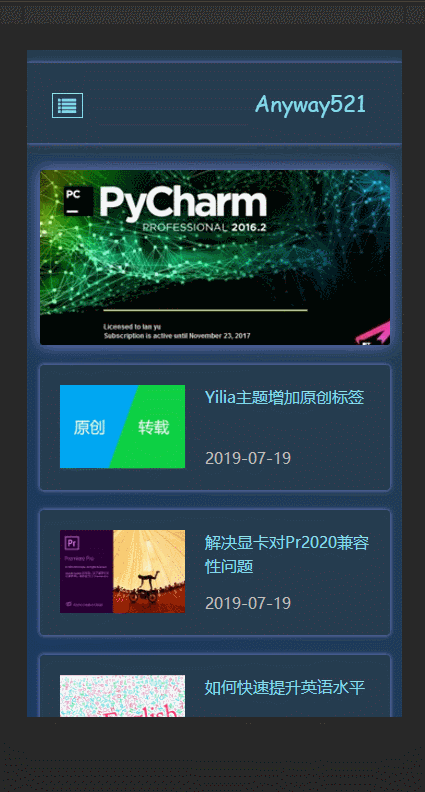 Anyway521
PC
PyCharm
PROFESSIONAL 2016.2
Licensed to lan yu
Subscription is active until November 23, 2017
原创
转载
Yilia主题增加原创标签
2019-07-19
Pr
解决显卡对Pr2020兼容
性问题
2019-07-19
English
如何快速提升英语水平